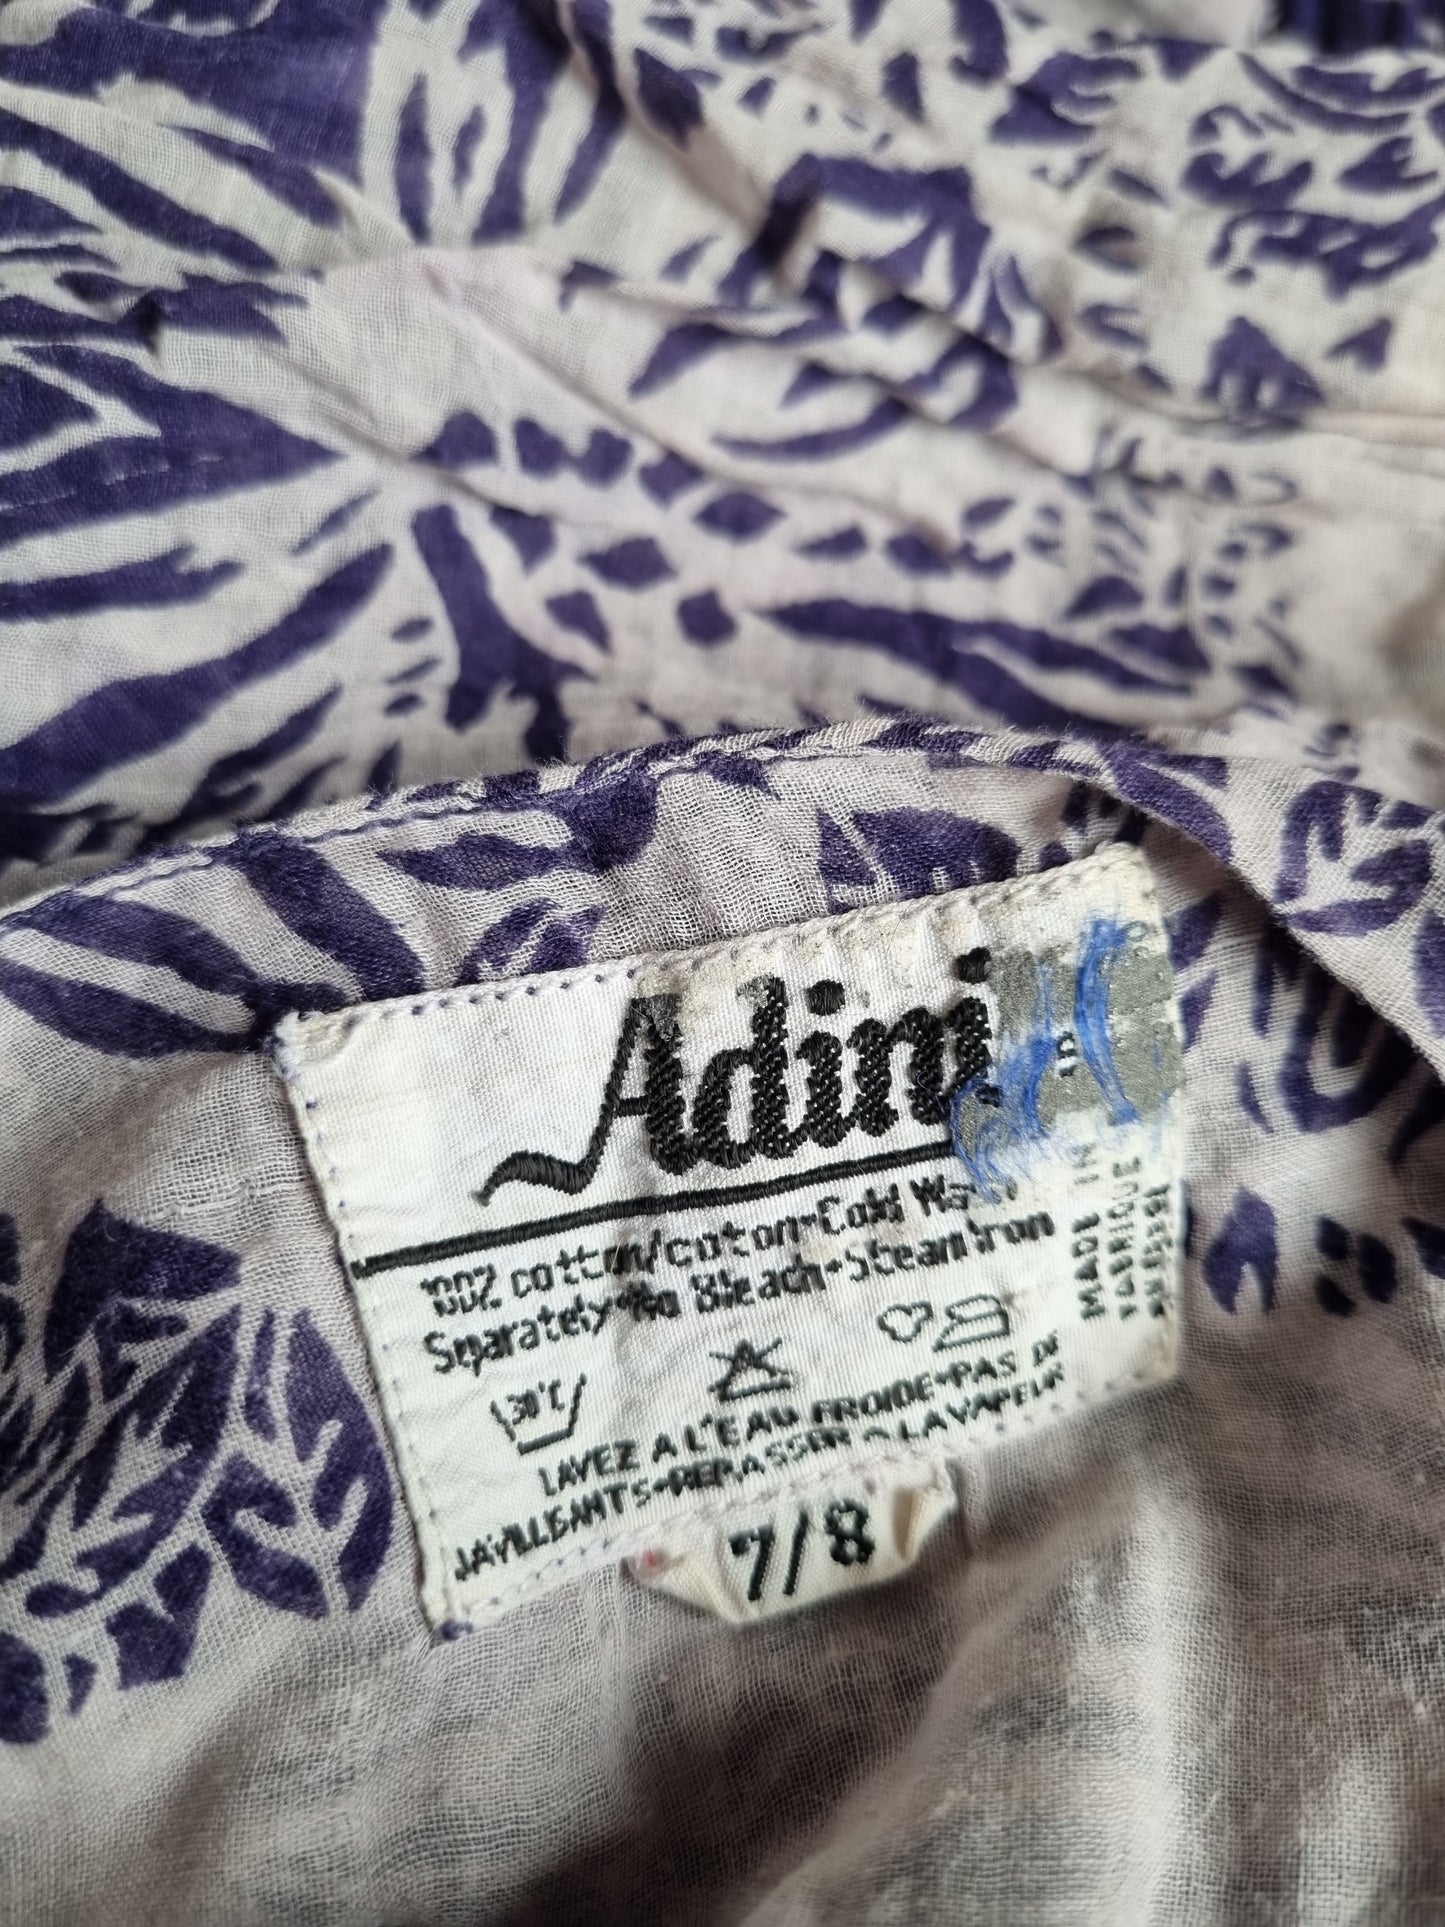 Adini
100% cotton/coton-Cold Wash
Separately-No Bleach-Steam Iron
30°C
LAVEZ A L'EAU FROIDE-PAS DE
-REPASSER A LA VAPEUR
7/8
MADE IN
FABRIQUE